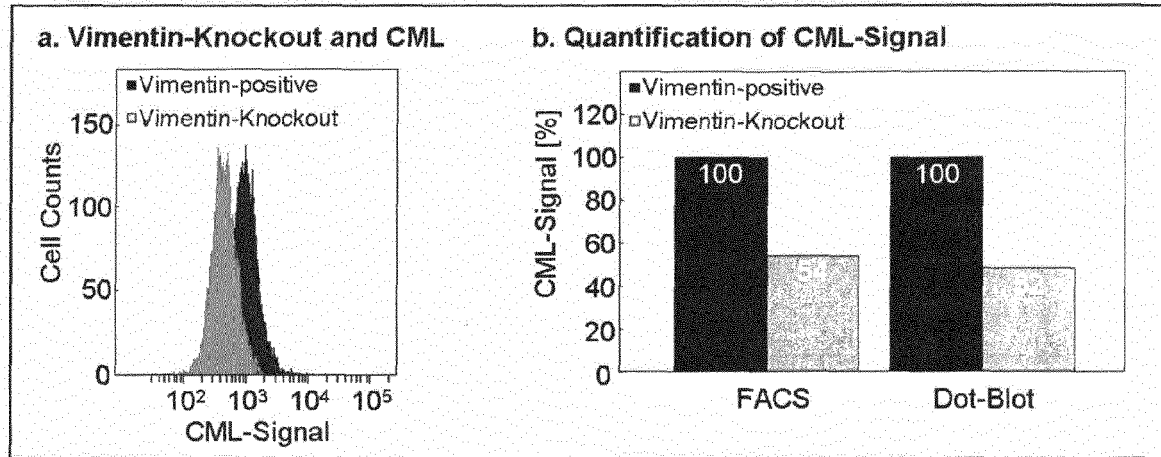 a. Vimentin-Knockout and CML
Vimentin-positive
Vimentin-Knockout
150
100
50
0
Cell Counts
10²
10³
10⁴
10⁵
CML-Signal
b. Quantification of CML-Signal
Vimentin-positive
Vimentin-Knockout
120
100
80
60
40
20
0
CML-Signal [%]
100
100
FACS
Dot-Blot